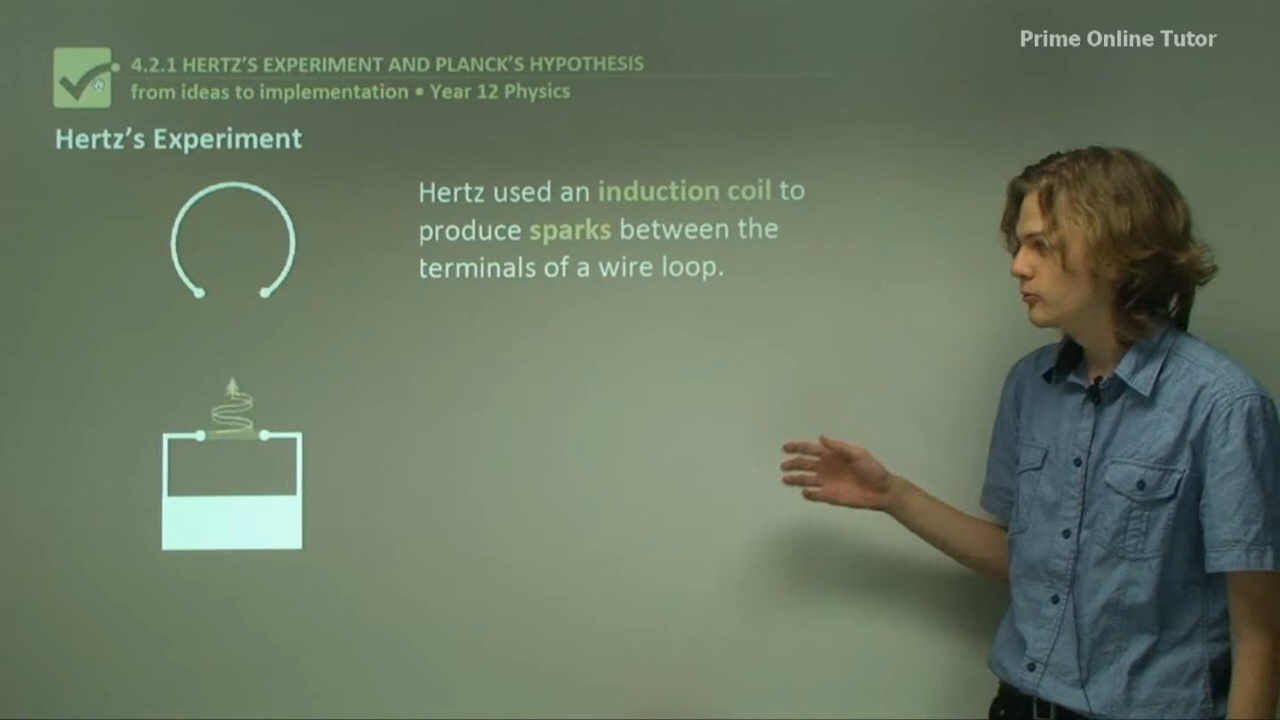 Prime Online Tutor
4.2.1 HERTZ'S EXPERIMENT AND PLANCK'S HYPOTHESIS
from ideas to implementation • Year 12 Physics
Hertz's Experiment
Hertz used an induction coil to
produce sparks between the
terminals of a wire loop.